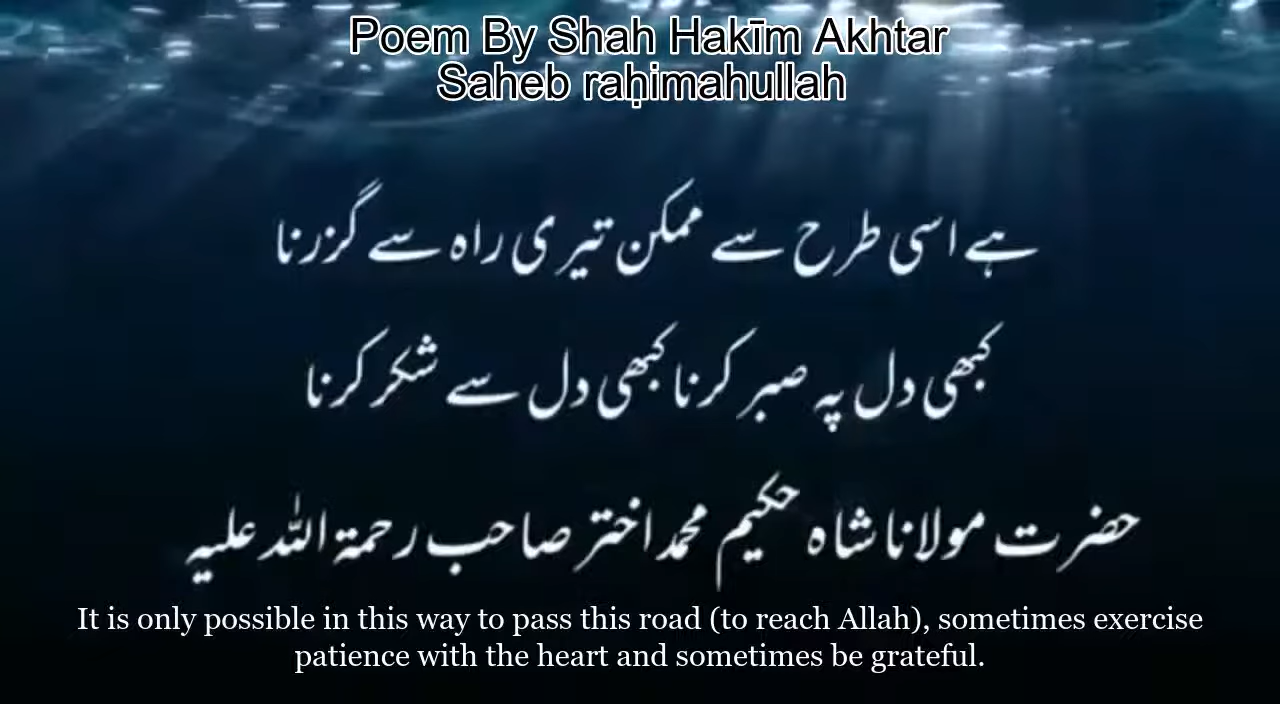 Poem By Shah Hakīm Akhtar
Saheb raḥimahullah
ہے اسی طرح سے ممکن تیری راہ سے گزرنا
کبھی دل پہ صبر کرنا کبھی دل سے شکر کرنا
حضرت مولانا شاہ حکیم محمد اختر صاحب رحمۃ اللہ علیہ
It is only possible in this way to pass this road (to reach Allah), sometimes exercise
patience with the heart and sometimes be grateful.